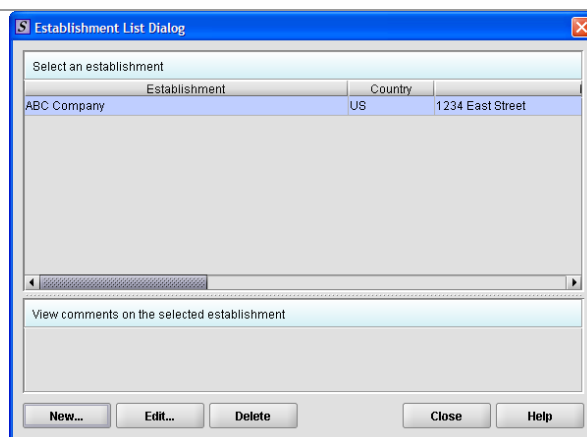 S Establishment List Dialog
Select an establishment
Establishment Country
ABC Company US 1234 East Street
View comments on the selected establishment
New... Edit... Delete Close Help